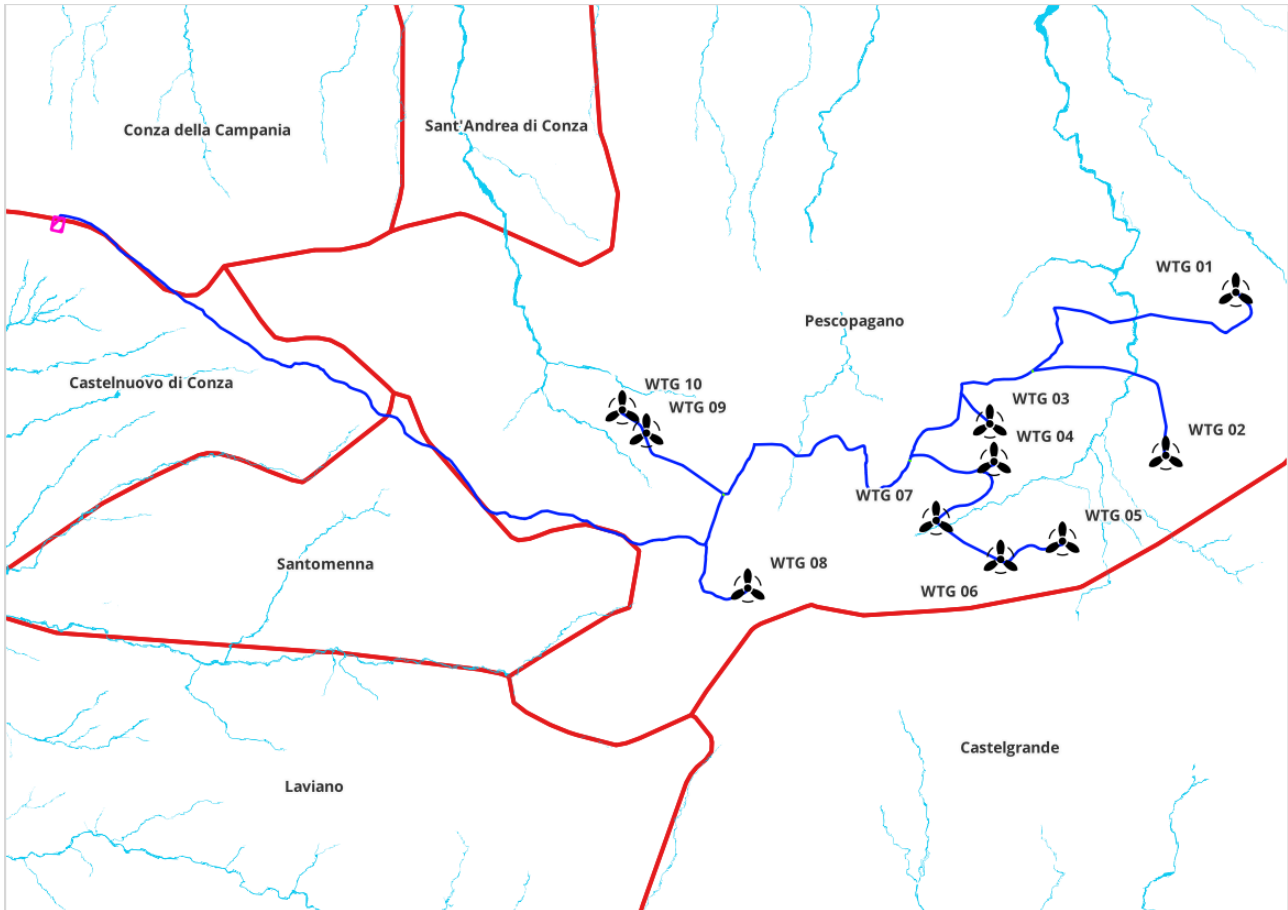 Conza della Campania
Sant'Andrea di Conza
WTG 01
Pescopagano
Castelnuovo di Conza
WTG 10
WTG 09
WTG 03
WTG 02
WTG 04
WTG 07
WTG 05
Santomenna
WTG 08
WTG 06
Castelgrande
Laviano